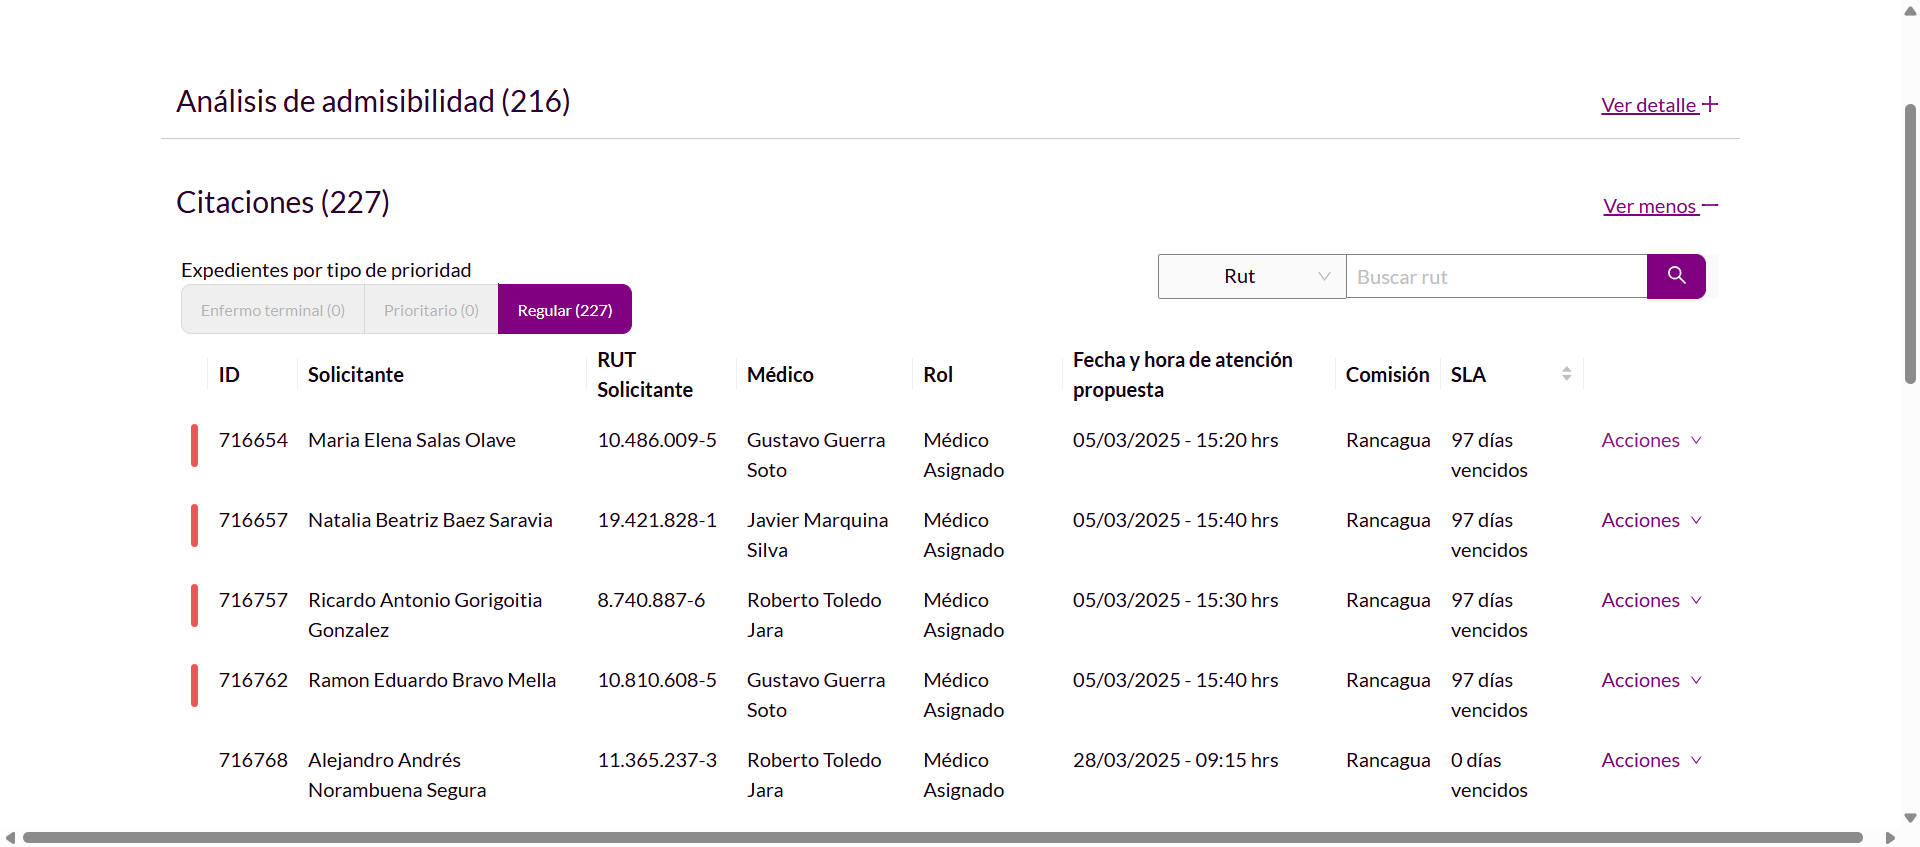 Análisis de admisibilidad (216)
Ver detalle
Citaciones (227)
Ver menos
Expedientes por tipo de prioridad
Enfermo terminal (0) Prioritario (0) Regular (227)
Rut Buscar rut
ID Solicitante RUT Solicitante Médico Rol Fecha y hora de atención propuesta Comisión SLA
716654 Maria Elena Salas Olave 10.486.009-5 Gustavo Guerra Soto Médico Asignado 05/03/2025 - 15:20 hrs Rancagua 97 días vencidos Acciones
716657 Natalia Beatriz Baez Saravia 19.421.828-1 Javier Marquina Silva Médico Asignado 05/03/2025 - 15:40 hrs Rancagua 97 días vencidos Acciones
716757 Ricardo Antonio Gorigoitia Gonzalez 8.740.887-6 Roberto Toledo Jara Médico Asignado 05/03/2025 - 15:30 hrs Rancagua 97 días vencidos Acciones
716762 Ramon Eduardo Bravo Mella 10.810.608-5 Gustavo Guerra Soto Médico Asignado 05/03/2025 - 15:40 hrs Rancagua 97 días vencidos Acciones
716768 Alejandro Andrés Norambuena Segura 11.365.237-3 Roberto Toledo Jara Médico Asignado 28/03/2025 - 09:15 hrs Rancagua 0 días vencidos Acciones